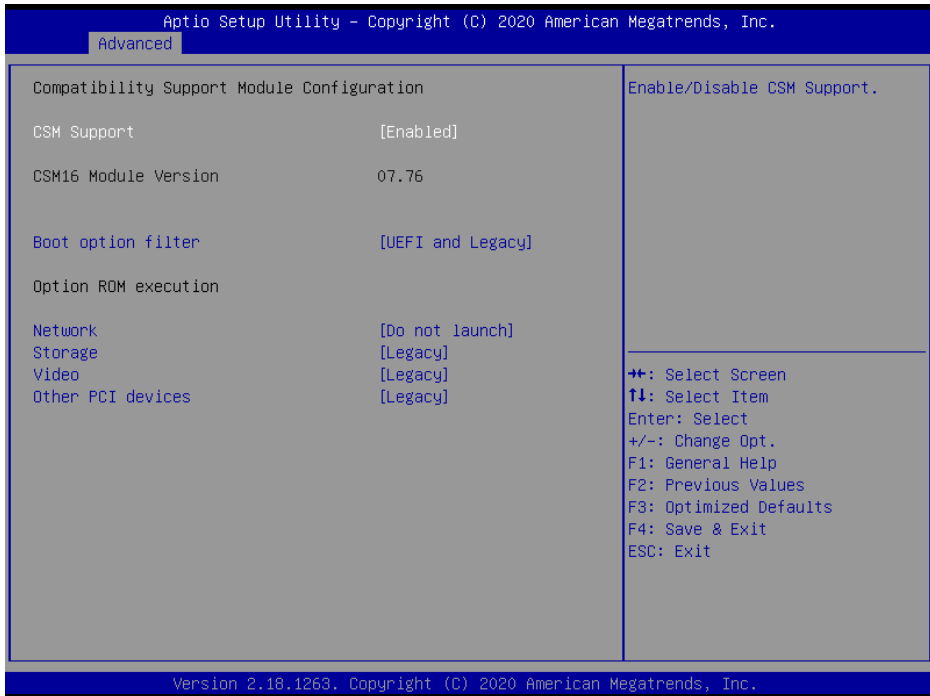 Aptio Setup Utility – Copyright (C) 2020 American Megatrends, Inc.
Advanced
Compatibility Support Module Configuration
CSM Support [Enabled]
CSM16 Module Version 07.76
Boot option filter [UEFI and Legacy]
Option ROM execution
Network [Do not launch]
Storage [Legacy]
Video [Legacy]
Other PCI devices [Legacy]
Enable/Disable CSM Support.
→←: Select Screen
↑↓: Select Item
Enter: Select
+/-: Change Opt.
F1: General Help
F2: Previous Values
F3: Optimized Defaults
F4: Save & Exit
ESC: Exit
Version 2.18.1263. Copyright (C) 2020 American Megatrends, Inc.